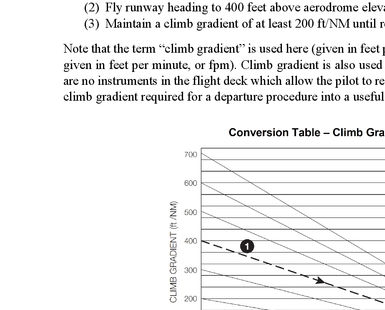 (2) Fly runway heading to 400 feet above aerodrome
(3) Maintain a climb gradient of at least 200 ft/NM until
Note that the term “climb gradient” is used here (given in feet
given in feet per minute, or fpm). Climb gradient is also used
are no instruments in the flight deck which allow the pilot to
climb gradient required for a departure procedure into a useful
Conversion Table – Climb
700
600
500
400
300
200
CLIMB GRADIENT (ft /NM)
1